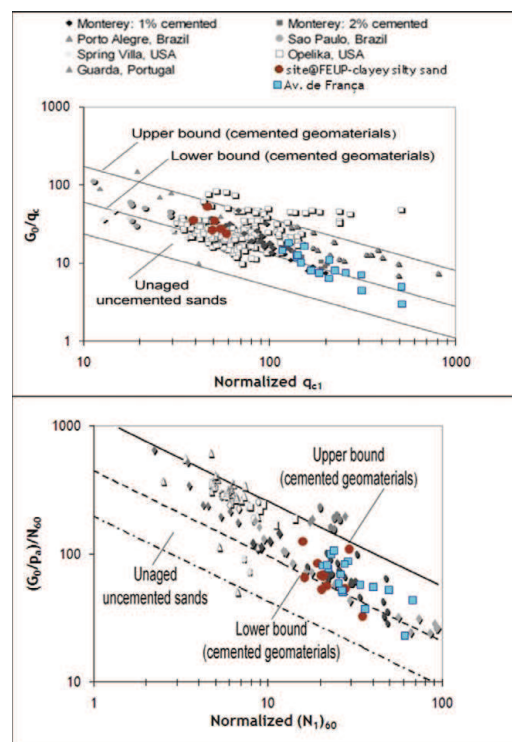 Monterey: 1% cemented
Monterey: 2% cemented
Porto Alegre, Brazil
Sao Paulo, Brazil
Spring Villa, USA
Opelika, USA
Guarda, Portugal
site@FEUP-clayey silty sand
Av. de França
1000
Upper bound (cemented geomaterials)
Lower bound (cemented geomaterials)
100
G0/qc
10
Unaged
uncemented sands
1
10
100
1000
Normalized qc1
1000
Upper bound
(cemented geomaterials)
(G0/pa)/N60
100
Unaged
uncemented sands
Lower bound
(cemented geomaterials)
10
1
10
100
Normalized (N1)60